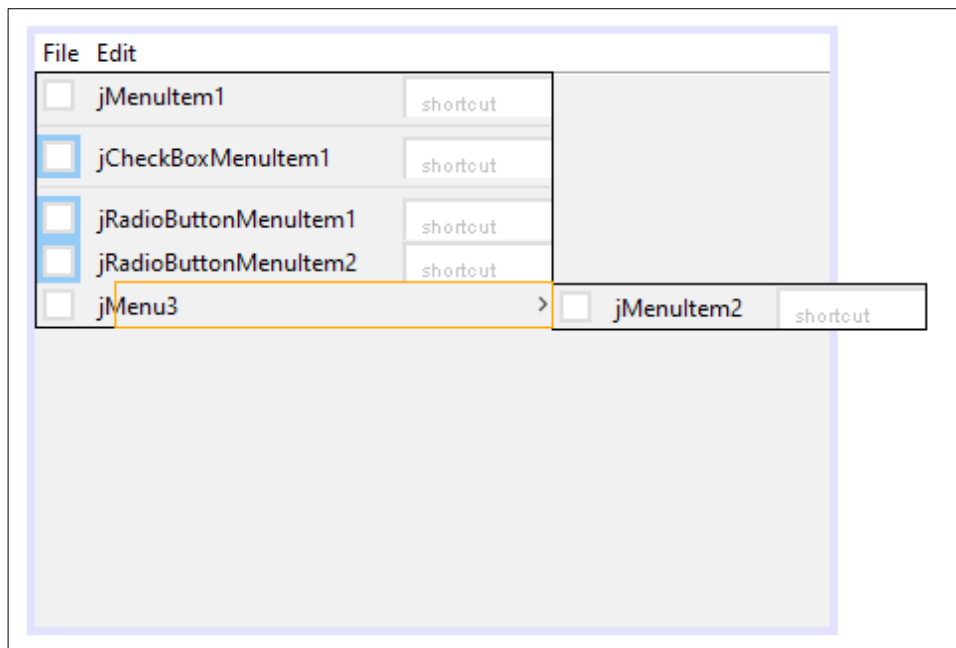 File Edit
jMenuItem1 shortcut
jCheckBoxMenuItem1 shortcut
jRadioButtonMenuItem1 shortcut
jRadioButtonMenuItem2 shortcut
jMenu3 > jMenuItem2 shortcut